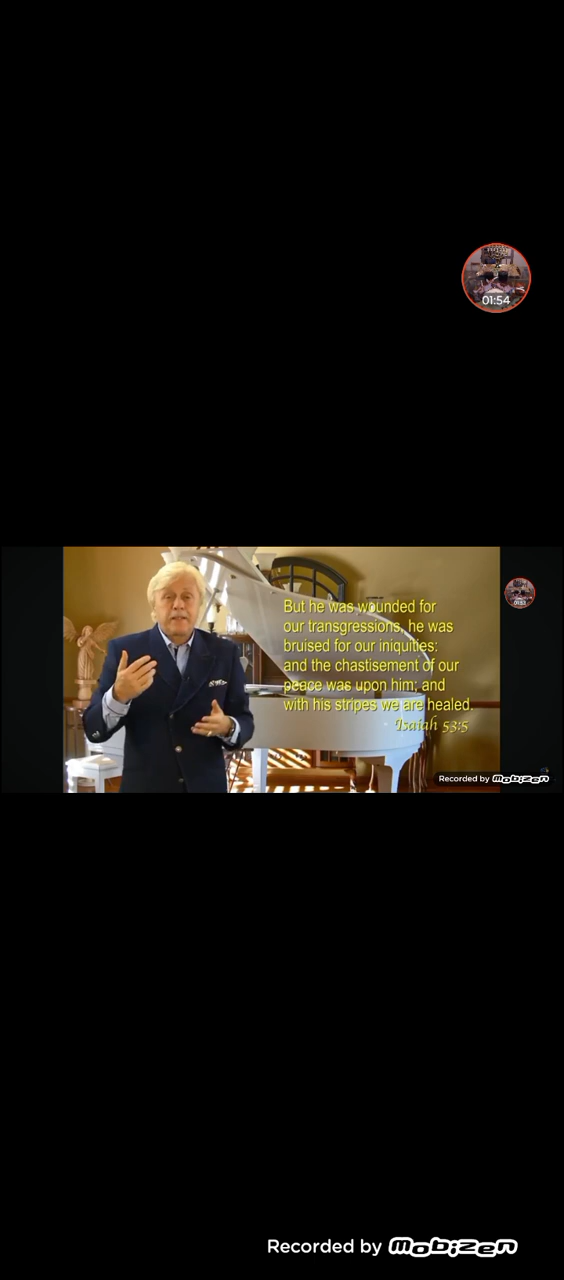 01:54
But he was wounded for
our transgressions, he was
bruised for our iniquities:
and the chastisement of our
peace was upon him; and
with his stripes we are healed.
Isaiah 53:5
Recorded by Mobizen
Recorded by Mobizen